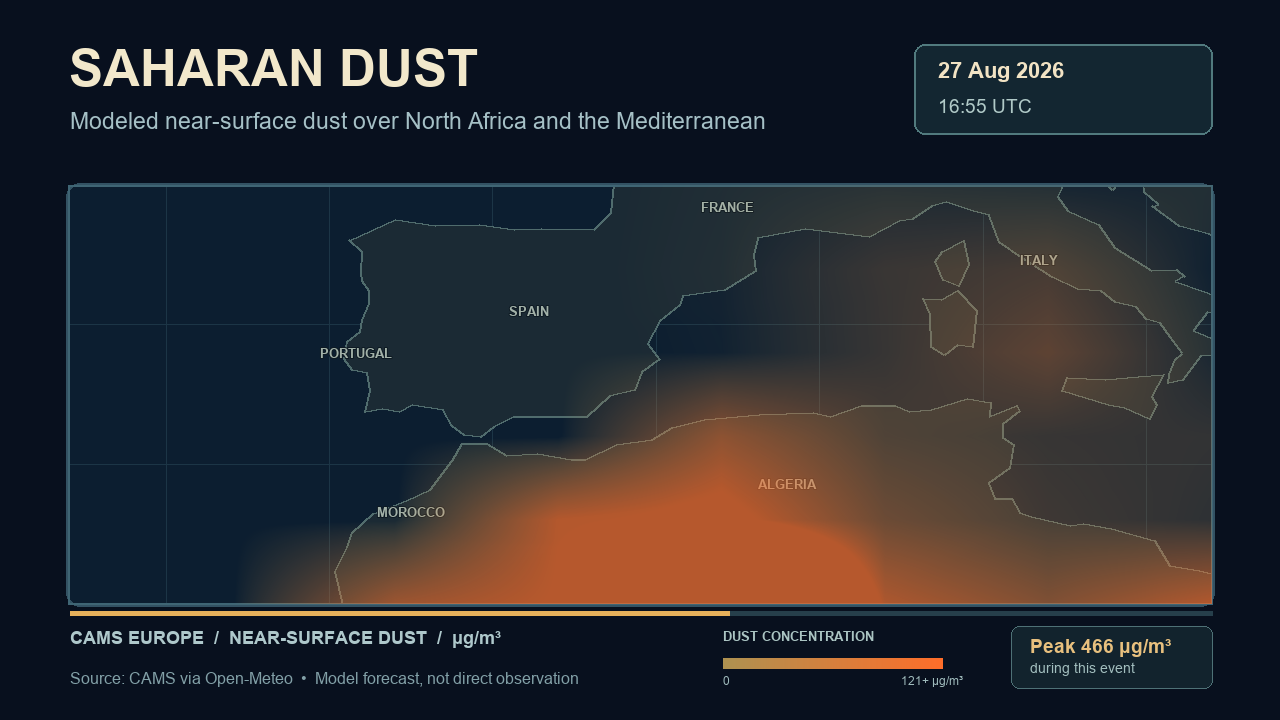 SAHARAN DUST
Modeled near-surface dust over North Africa and the Mediterranean
27 Aug 2026
16:55 UTC
FRANCE
ITALY
SPAIN
PORTUGAL
ALGERIA
MOROCCO
CAMS EUROPE / NEAR-SURFACE DUST / µg/m³
Source: CAMS via Open-Meteo • Model forecast, not direct observation
DUST CONCENTRATION
0 121+ µg/m³
Peak 466 µg/m³
during this event